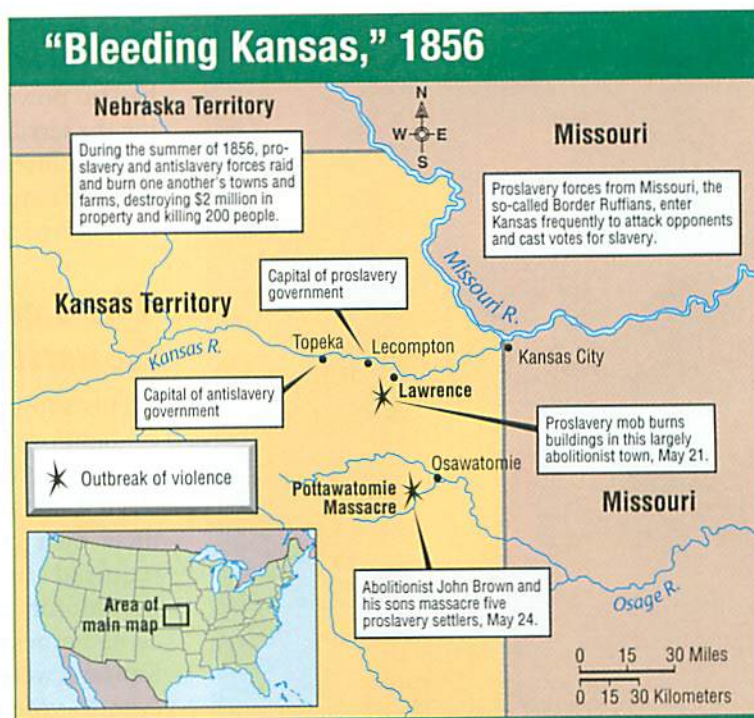 "Bleeding Kansas," 1856
Nebraska Territory
During the summer of 1856, pro-
slavery and antislavery forces raid
and burn one another's towns and
farms, destroying $2 million in
property and killing 200 people.
N
W E
S
Missouri
Proslavery forces from Missouri, the
so-called Border Ruffians, enter
Kansas frequently to attack opponents
and cast votes for slavery.
Missouri R.
Capital of proslavery
government
Kansas Territory
Kansas R.
Topeka
Lecompton
Kansas City
Capital of antislavery
government
Lawrence
Proslavery mob burns
buildings in this largely
abolitionist town, May 21.
Outbreak of violence
Osawatomie
Pottawatomie
Massacre
Missouri
Abolitionist John Brown and
his sons massacre five
proslavery settlers, May 24.
Osage R.
Area of
main map
0 15 30 Miles
0 15 30 Kilometers